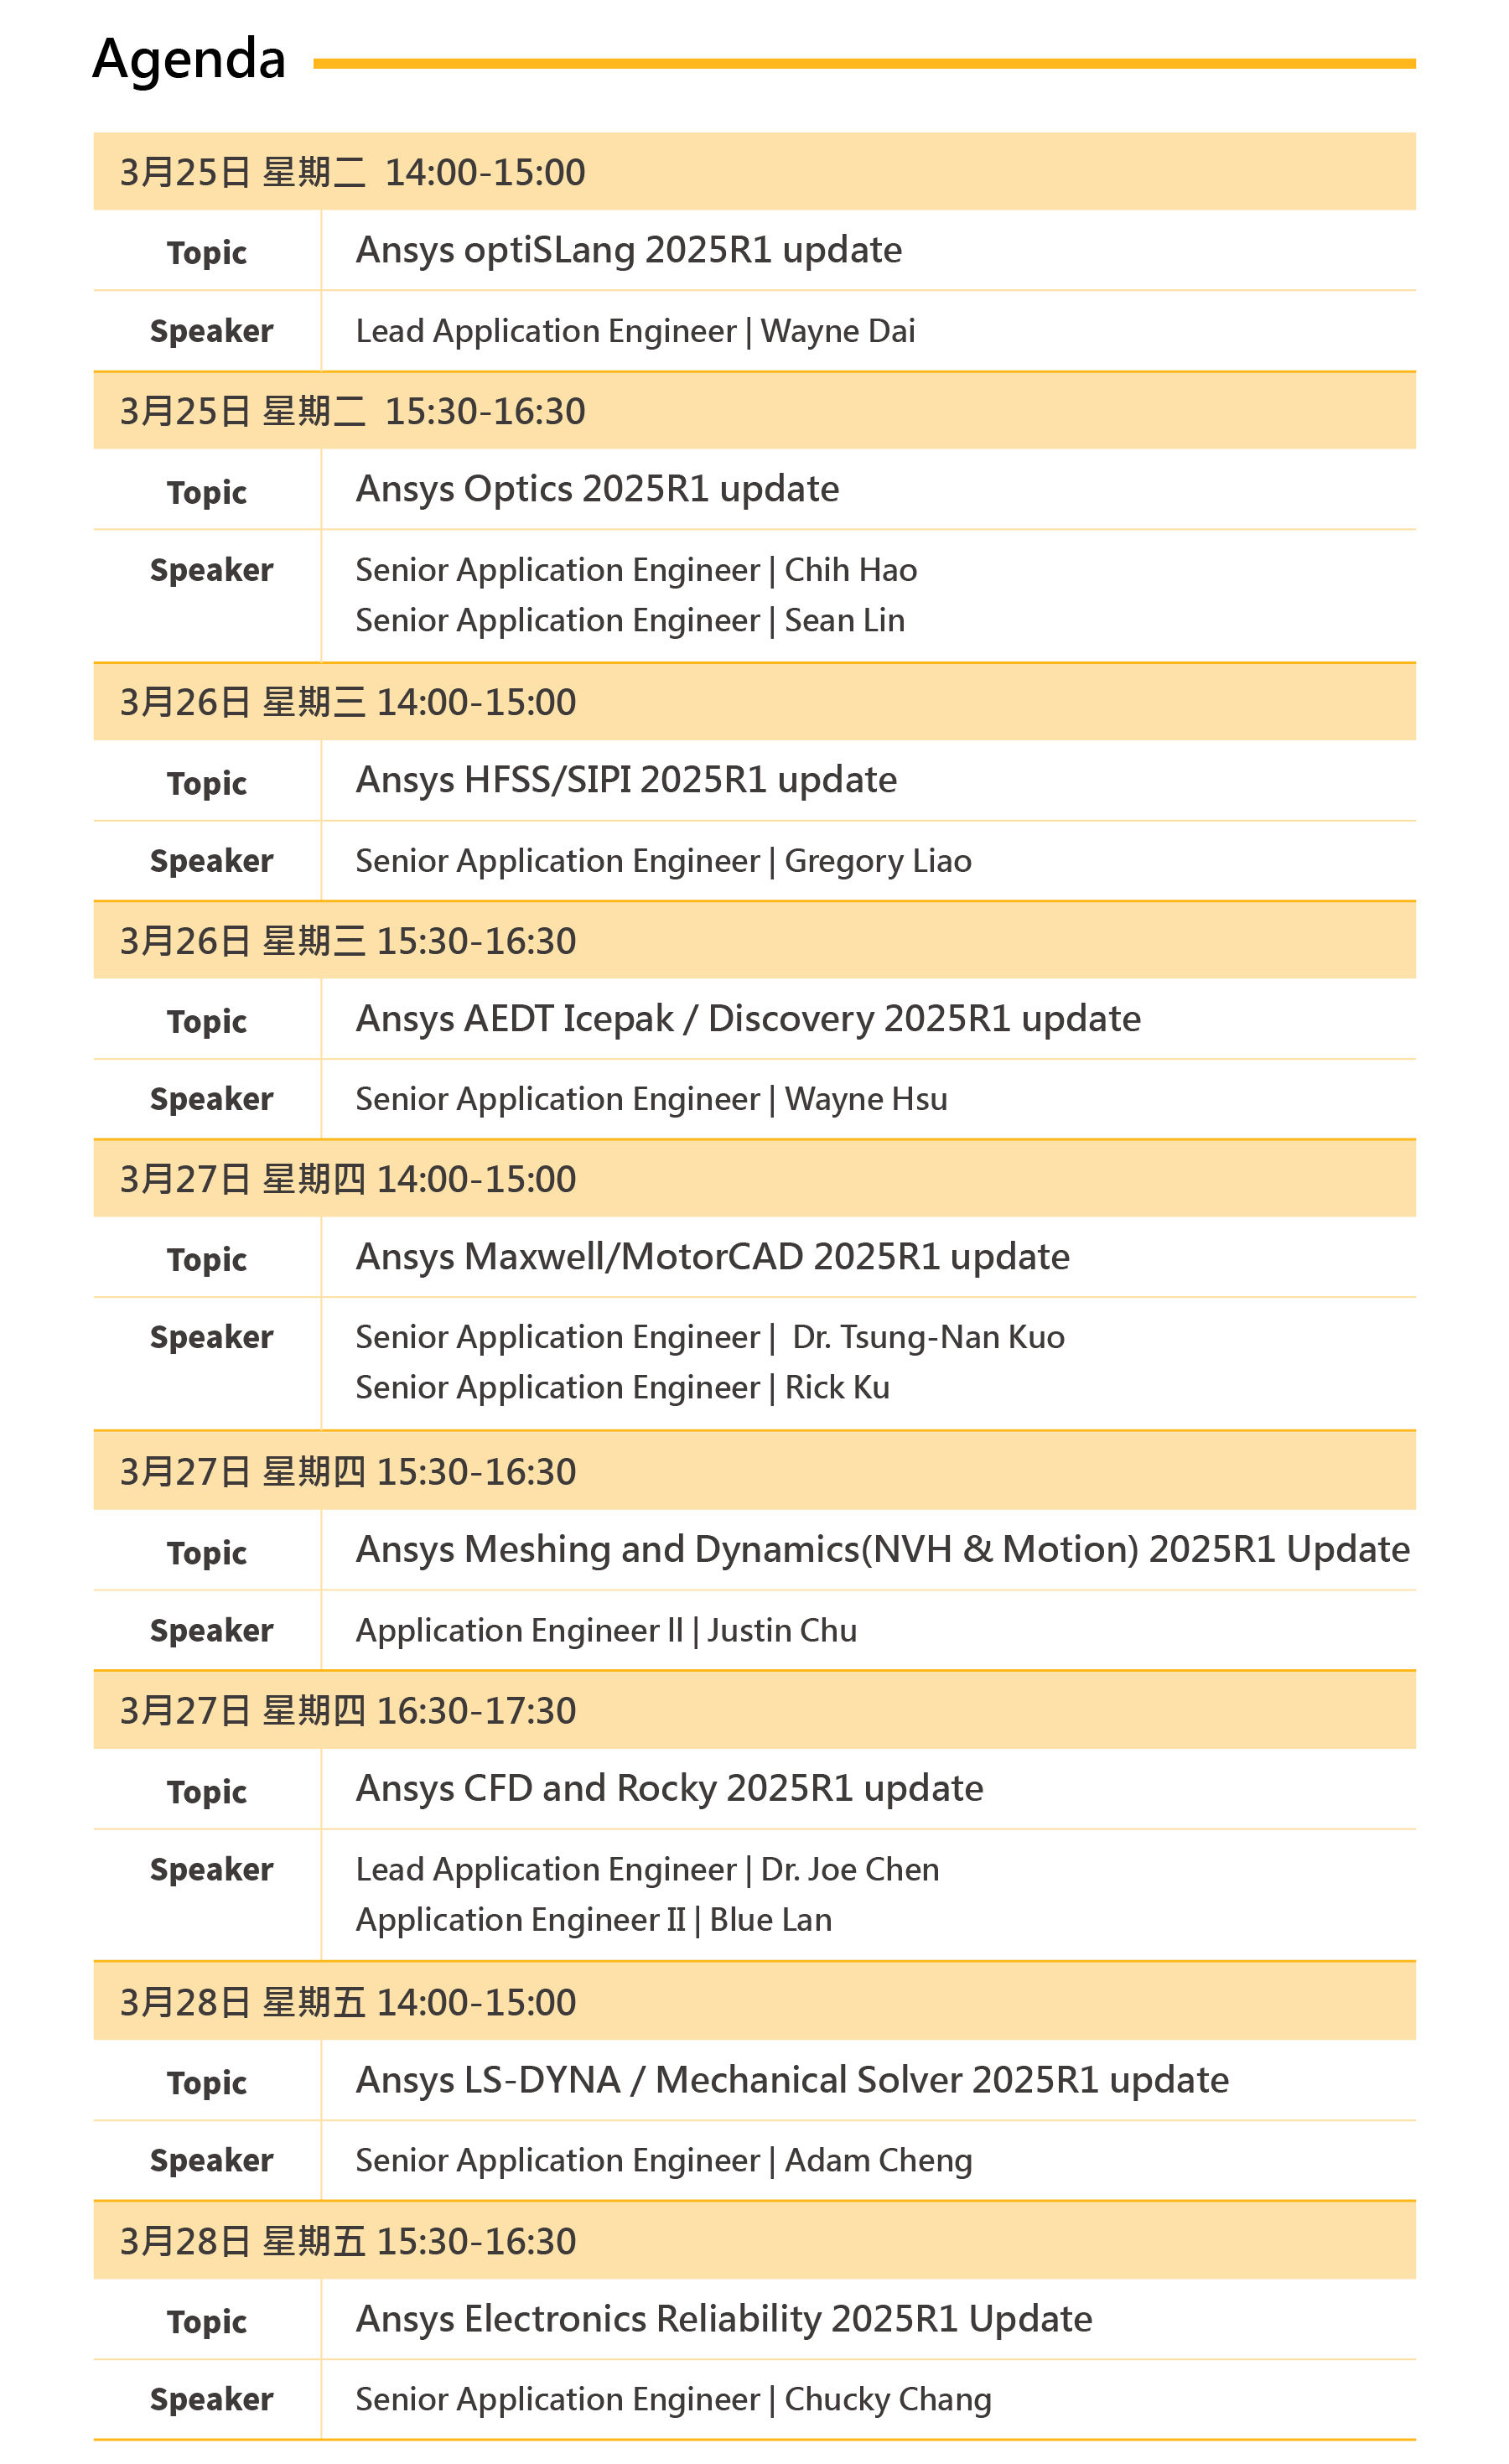 Agenda
3月25日 星期二 14:00-15:00
Topic Ansys optiSLang 2025R1 update
Speaker Lead Application Engineer | Wayne Dai
3月25日 星期二 15:30-16:30
Topic Ansys Optics 2025R1 update
Speaker Senior Application Engineer | Chih Hao
Senior Application Engineer | Sean Lin
3月26日 星期三 14:00-15:00
Topic Ansys HFSS/SIPI 2025R1 update
Speaker Senior Application Engineer | Gregory Liao
3月26日 星期三 15:30-16:30
Topic Ansys AEDT Icepak / Discovery 2025R1 update
Speaker Senior Application Engineer | Wayne Hsu
3月27日 星期四 14:00-15:00
Topic Ansys Maxwell/MotorCAD 2025R1 update
Speaker Senior Application Engineer | Dr. Tsung-Nan Kuo
Senior Application Engineer | Rick Ku
3月27日 星期四 15:30-16:30
Topic Ansys Meshing and Dynamics(NVH & Motion) 2025R1 Update
Speaker Application Engineer ll | Justin Chu
3月27日 星期四 16:30-17:30
Topic Ansys CFD and Rocky 2025R1 update
Speaker Lead Application Engineer | Dr. Joe Chen
Application Engineer II | Blue Lan
3月28日 星期五 14:00-15:00
Topic Ansys LS-DYNA / Mechanical Solver 2025R1 update
Speaker Senior Application Engineer | Adam Cheng
3月28日 星期五 15:30-16:30
Topic Ansys Electronics Reliability 2025R1 Update
Speaker Senior Application Engineer | Chucky Chang